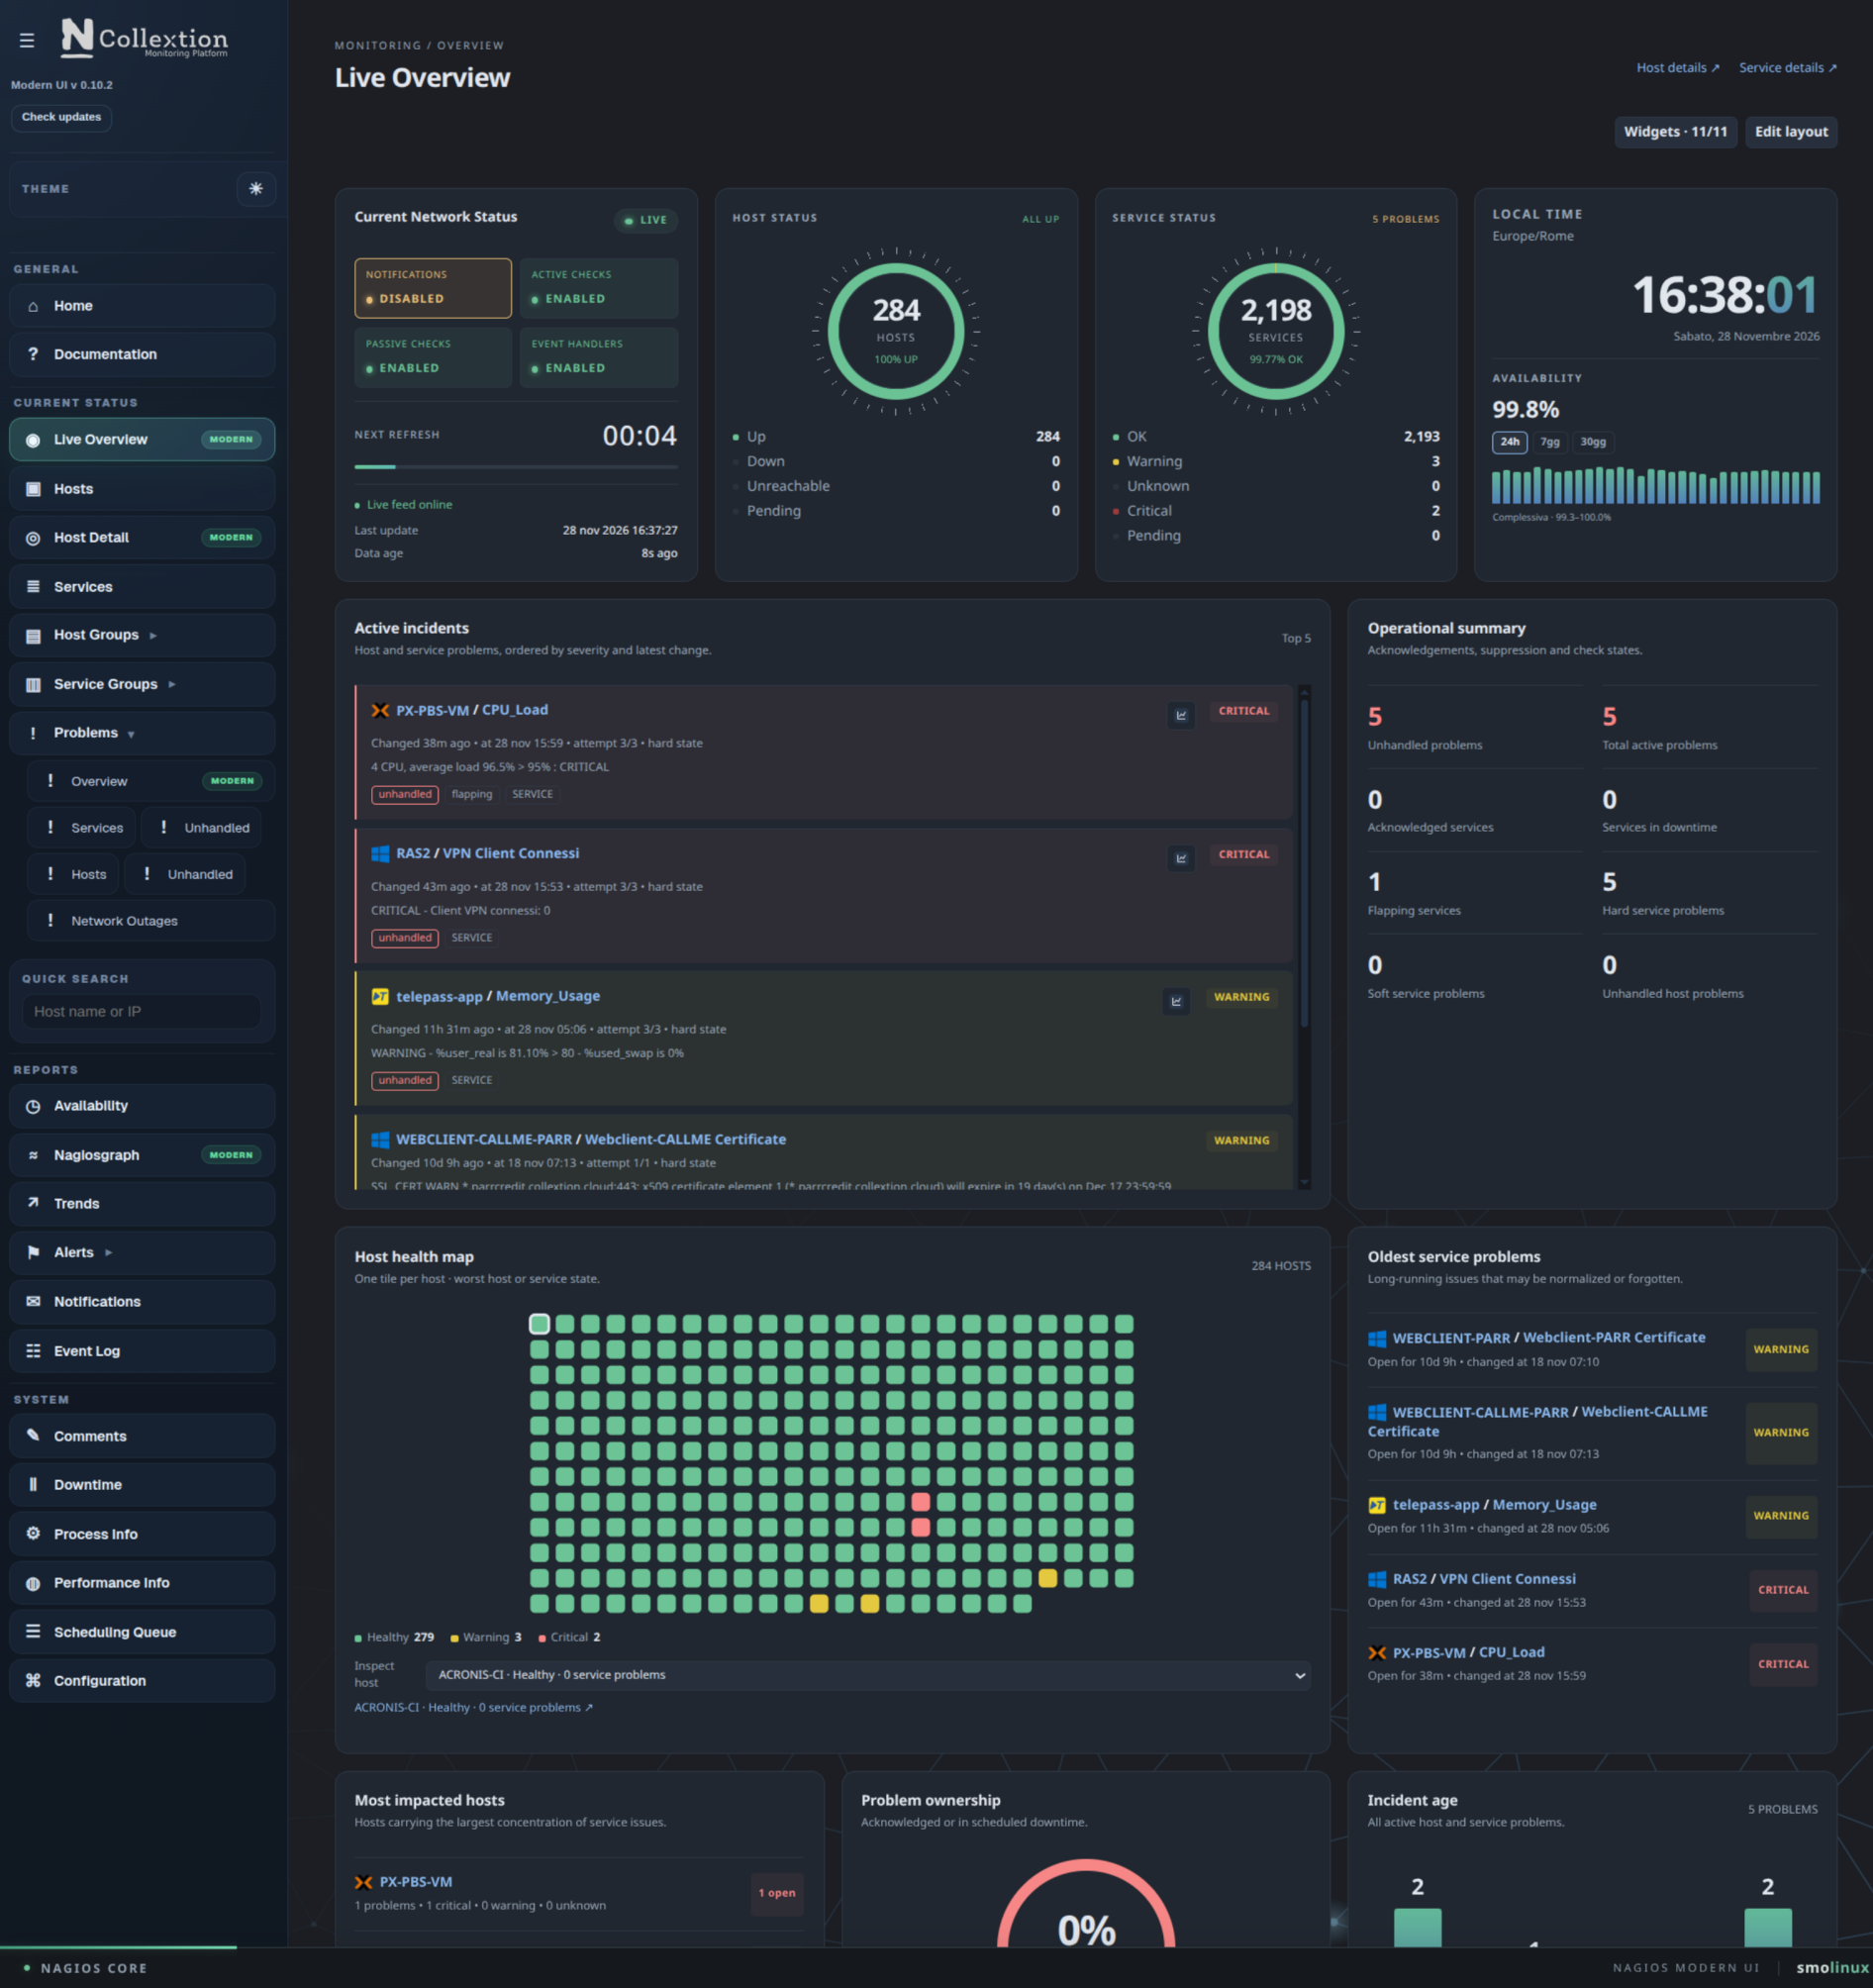 N Collextion
Monitoring Platform
Modern UI v 0.10.2
Check updates
THEME
GENERAL
Home
? Documentation
CURRENT STATUS
Live Overview MODERN
Hosts
Host Detail MODERN
Services
Host Groups
Service Groups
! Problems
! Overview MODERN
! Services ! Unhandled
! Hosts ! Unhandled
! Network Outages
QUICK SEARCH
Host name or IP
REPORTS
Availability
Nagiosgraph MODERN
Trends
Alerts
Notifications
Event Log
SYSTEM
Comments
Downtime
Process Info
Performance Info
Scheduling Queue
Configuration
MONITORING / OVERVIEW
Live Overview
Host details ↗ Service details ↗
Widgets · 11/11 Edit layout
Current Network Status LIVE
NOTIFICATIONS
DISABLED
ACTIVE CHECKS
ENABLED
PASSIVE CHECKS
ENABLED
EVENT HANDLERS
ENABLED
NEXT REFRESH 00:04
Live feed online
Last update 28 nov 2026 16:37:27
Data age 8s ago
HOST STATUS ALL UP
284
HOSTS
100% UP
Up 284
Down 0
Unreachable 0
Pending 0
SERVICE STATUS 5 PROBLEMS
2,198
SERVICES
99.77% OK
OK 2,193
Warning 3
Unknown 0
Critical 2
Pending 0
LOCAL TIME
Europe/Rome
16:38:01
Sabato, 28 Novembre 2026
AVAILABILITY
99.8%
24h 7gg 30gg
Complessiva · 99.3–100.0%
Active incidents
Host and service problems, ordered by severity and latest change.
Top 5
PX-PBS-VM / CPU_Load CRITICAL
Changed 38m ago • at 28 nov 15:59 • attempt 3/3 • hard state
4 CPU, average load 96.5% > 95% : CRITICAL
unhandled flapping SERVICE
RAS2 / VPN Client Connessi CRITICAL
Changed 43m ago • at 28 nov 15:53 • attempt 3/3 • hard state
CRITICAL - Client VPN connessi: 0
unhandled SERVICE
telepass-app / Memory_Usage WARNING
Changed 11h 31m ago • at 28 nov 05:06 • attempt 3/3 • hard state
WARNING - %user_real is 81.10% > 80 - %used_swap is 0%
unhandled SERVICE
WEBCLIENT-CALLME-PARR / Webclient-CALLME Certificate WARNING
Changed 10d 9h ago • at 18 nov 07:13 • attempt 1/1 • hard state
SSL_CERT WARN *.parrcredit.collextion.cloud:443: x509 certificate element 1 (*.parrcredit.collextion.cloud) will expire in 19 day(s) on Dec 17 23:59:59
Operational summary
Acknowledgements, suppression and check states.
5
Unhandled problems
5
Total active problems
0
Acknowledged services
0
Services in downtime
1
Flapping services
5
Hard service problems
0
Soft service problems
0
Unhandled host problems
Host health map
One tile per host · worst host or service state.
284 HOSTS
Healthy 279 Warning 3 Critical 2
Inspect host
ACRONIS-CI · Healthy · 0 service problems
ACRONIS-CI · Healthy · 0 service problems ↗
Oldest service problems
Long-running issues that may be normalized or forgotten.
WEBCLIENT-PARR / Webclient-PARR Certificate WARNING
Open for 10d 9h • changed at 18 nov 07:10
WEBCLIENT-CALLME-PARR / Webclient-CALLME
Certificate WARNING
Open for 10d 9h • changed at 18 nov 07:13
telepass-app / Memory_Usage WARNING
Open for 11h 31m • changed at 28 nov 05:06
RAS2 / VPN Client Connessi CRITICAL
Open for 43m • changed at 28 nov 15:53
PX-PBS-VM / CPU_Load CRITICAL
Open for 38m • changed at 28 nov 15:59
Most impacted hosts
Hosts carrying the largest concentration of service issues.
PX-PBS-VM 1 open
1 problems • 1 critical • 0 warning • 0 unknown
Problem ownership
Acknowledged or in scheduled downtime.
0%
Incident age
All active host and service problems.
5 PROBLEMS
2 2
NAGIOS CORE
NAGIOS MODERN UI | smolinux